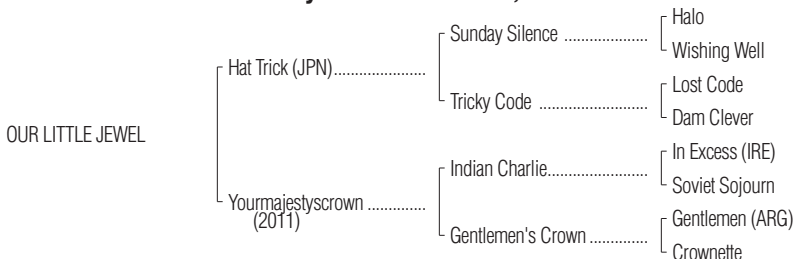 Halo
Sunday Silence ....................
Wishing Well
Hat Trick (JPN)......................
Lost Code
Tricky Code ..........................
Dam Clever
OUR LITTLE JEWEL
In Excess (IRE)
Indian Charlie........................
Soviet Sojourn
Yourmajestyscrown ..............
(2011)
Gentlemen (ARG)
Gentlemen's Crown ..............
Crownette